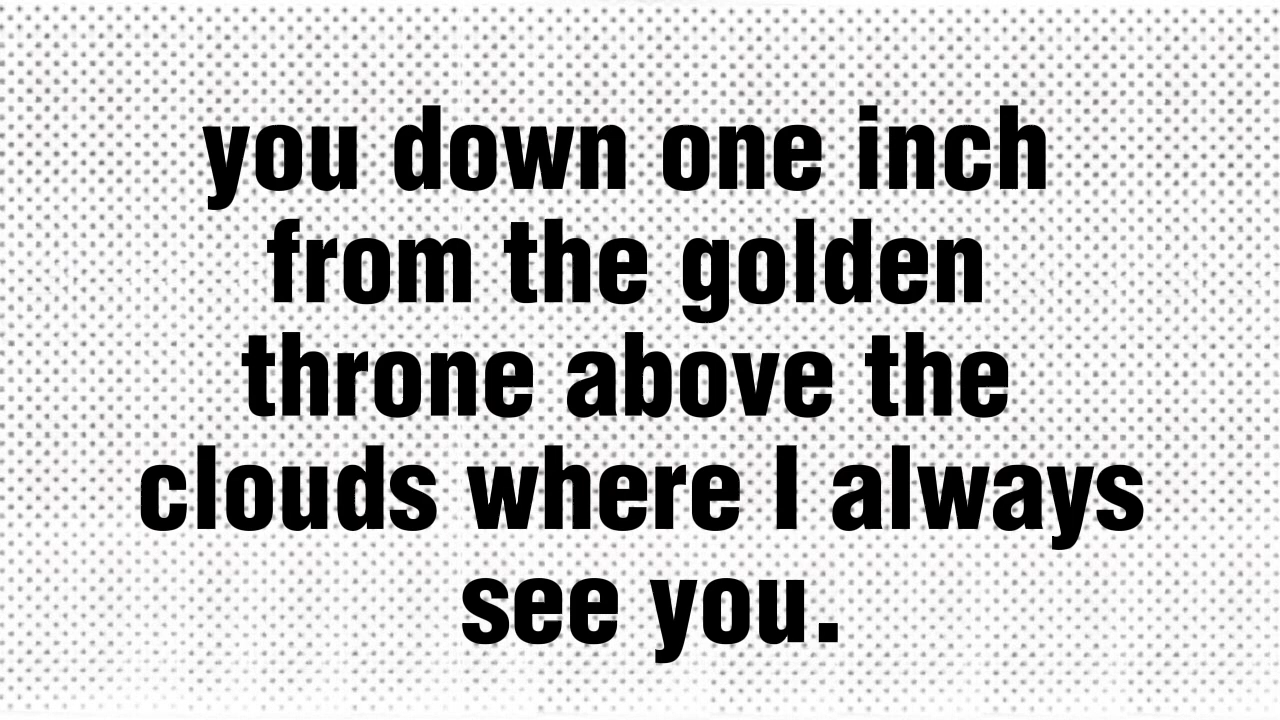 you down one inch
from the golden
throne above the
clouds where I always
see you.